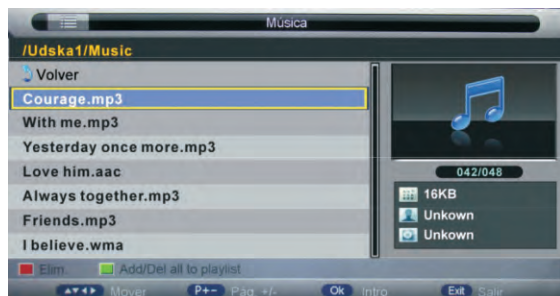 Música
/Udska1/Music
Volver
Courage.mp3
With me.mp3
Yesterday once more.mp3
Love him.aac
Always together.mp3
Friends.mp3
I believe.wma
042/048
16KB
Unkown
Unkown
Elim. Add/Del all to playlist
Mover P+- Pág +/- Ok Intro Exit Salir